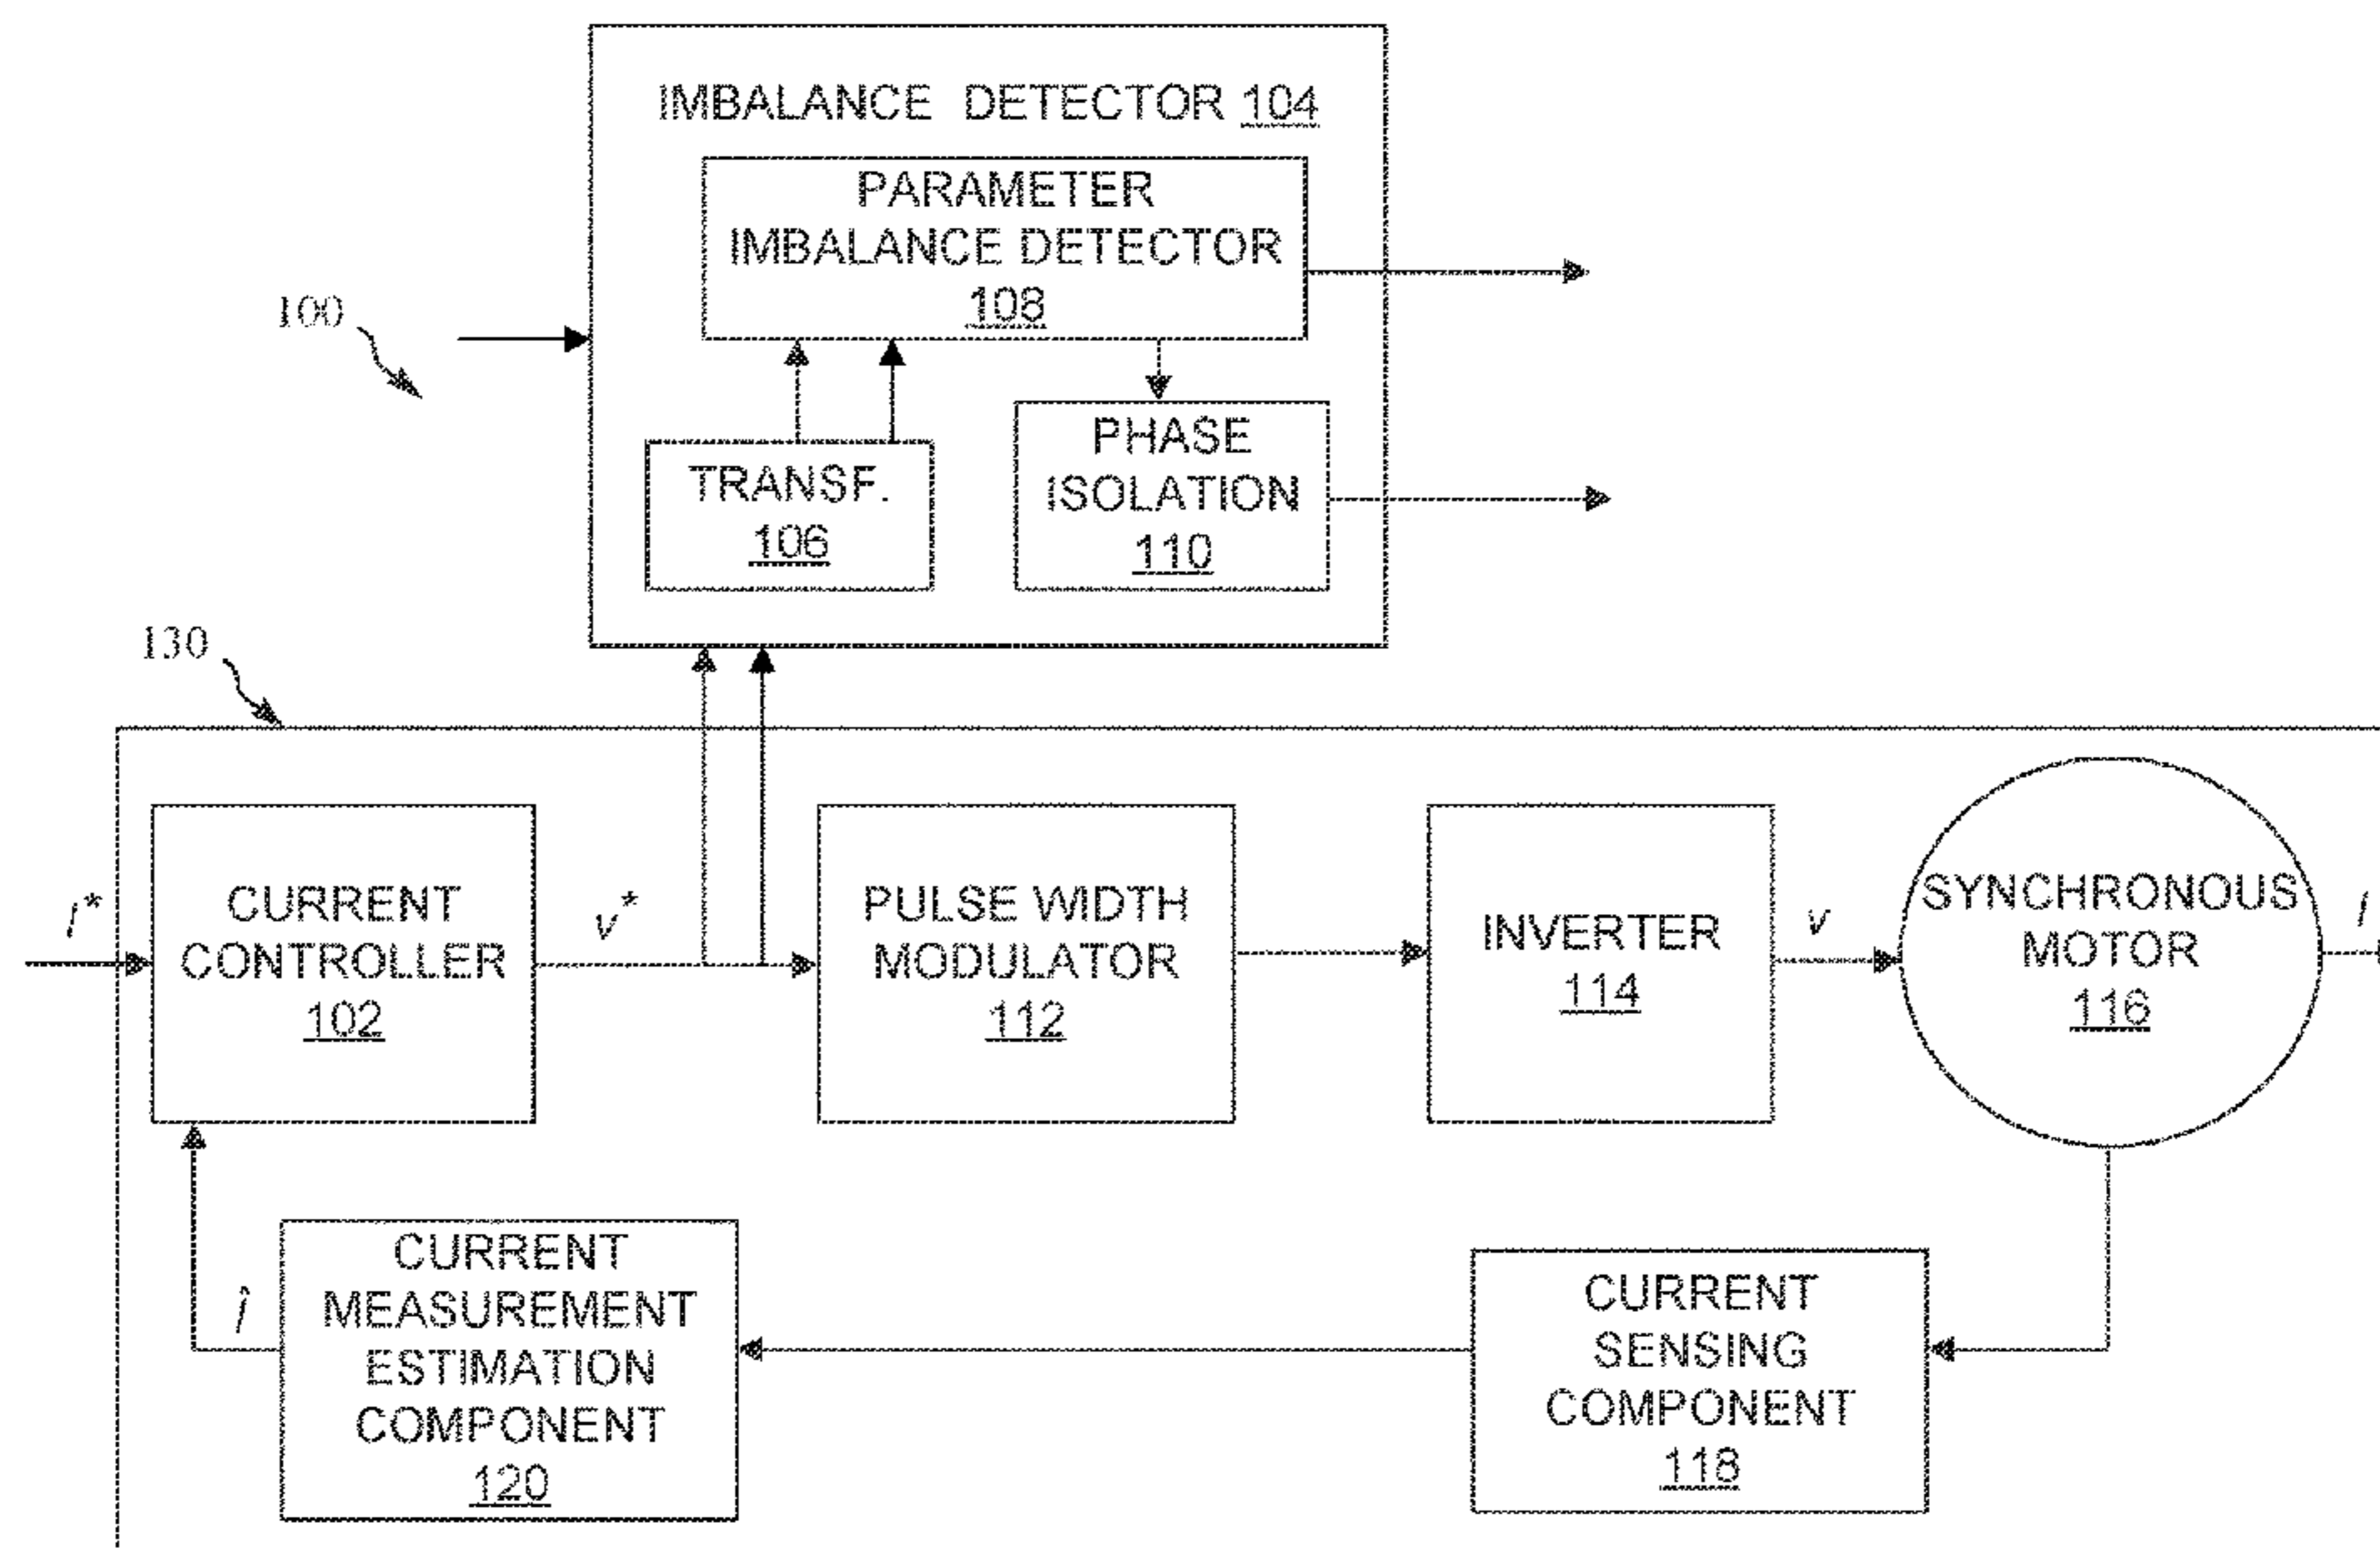 IMBALANCE DETECTOR 104
PARAMETER
IMBALANCE DETECTOR
108
100
TRANSF.
106
PHASE
ISOLATION
110
130
i*
CURRENT
CONTROLLER
102
v*
PULSE WIDTH
MODULATOR
112
INVERTER
114
v
SYNCHRONOUS
MOTOR
116
i
î
CURRENT
MEASUREMENT
ESTIMATION
COMPONENT
120
CURRENT
SENSING
COMPONENT
118